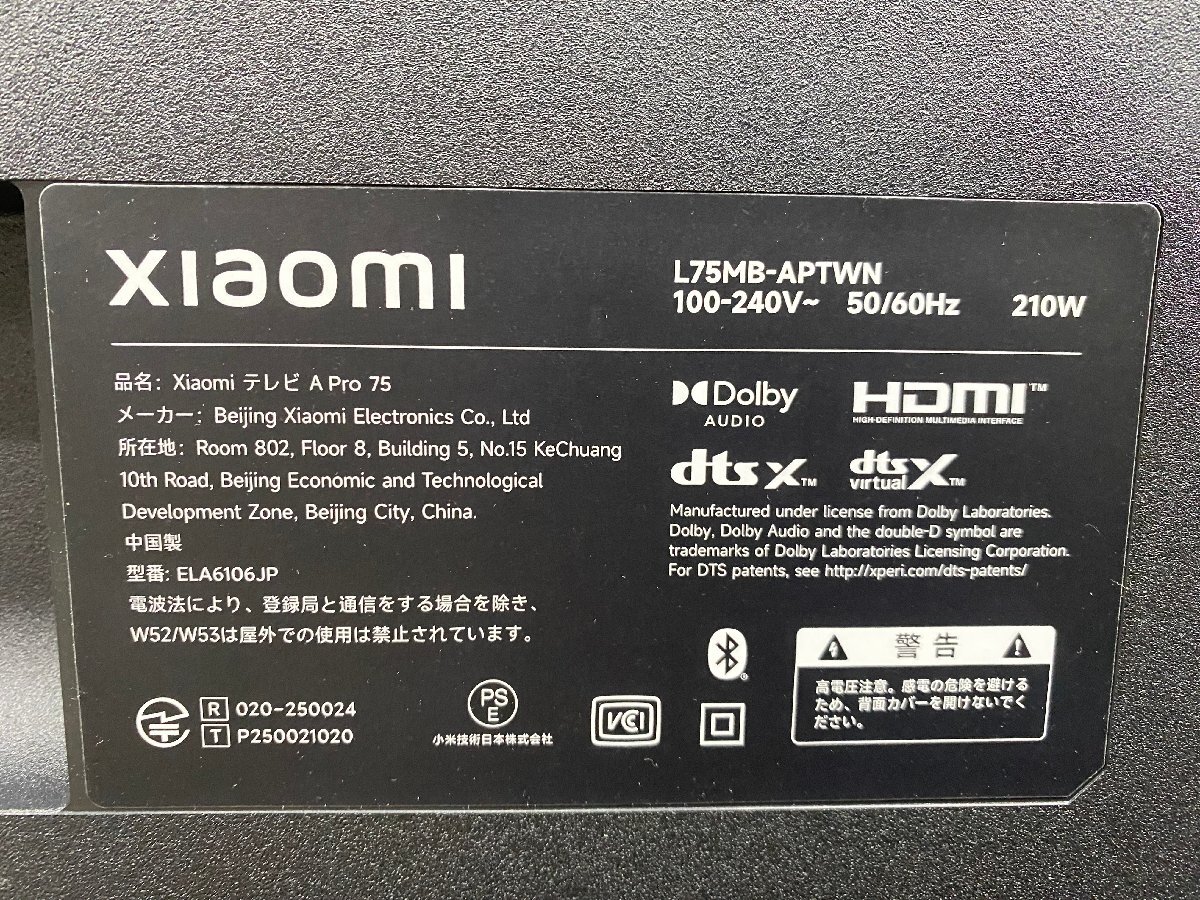 xiaomi
L75MB-APTWN
100-240V~ 50/60Hz 210W
品名: Xiaomi テレビ A Pro 75
メーカー: Beijing Xiaomi Electronics Co., Ltd
所在地: Room 802, Floor 8, Building 5, No.15 KeChuang
10th Road, Beijing Economic and Technological
Development Zone, Beijing City, China.
中国製
型番: ELA6106JP
電波法により、登録局と通信をする場合を除き、
W52/W53は屋外での使用は禁止されています。
R 020-250024
T P250021020
PS
E
小米技術日本株式会社
VCCI
Dolby
AUDIO
HDMI™
HIGH-DEFINITION MULTIMEDIA INTERFACE
dts X™
dts X™
virtual
Manufactured under license from Dolby Laboratories.
Dolby, Dolby Audio and the double-D symbol are
trademarks of Dolby Laboratories Licensing Corporation.
For DTS patents, see http://xperi.com/dts-patents/
警告
高電圧注意。感電の危険を避ける
ため、背面カバーを開けないでく
ださい。